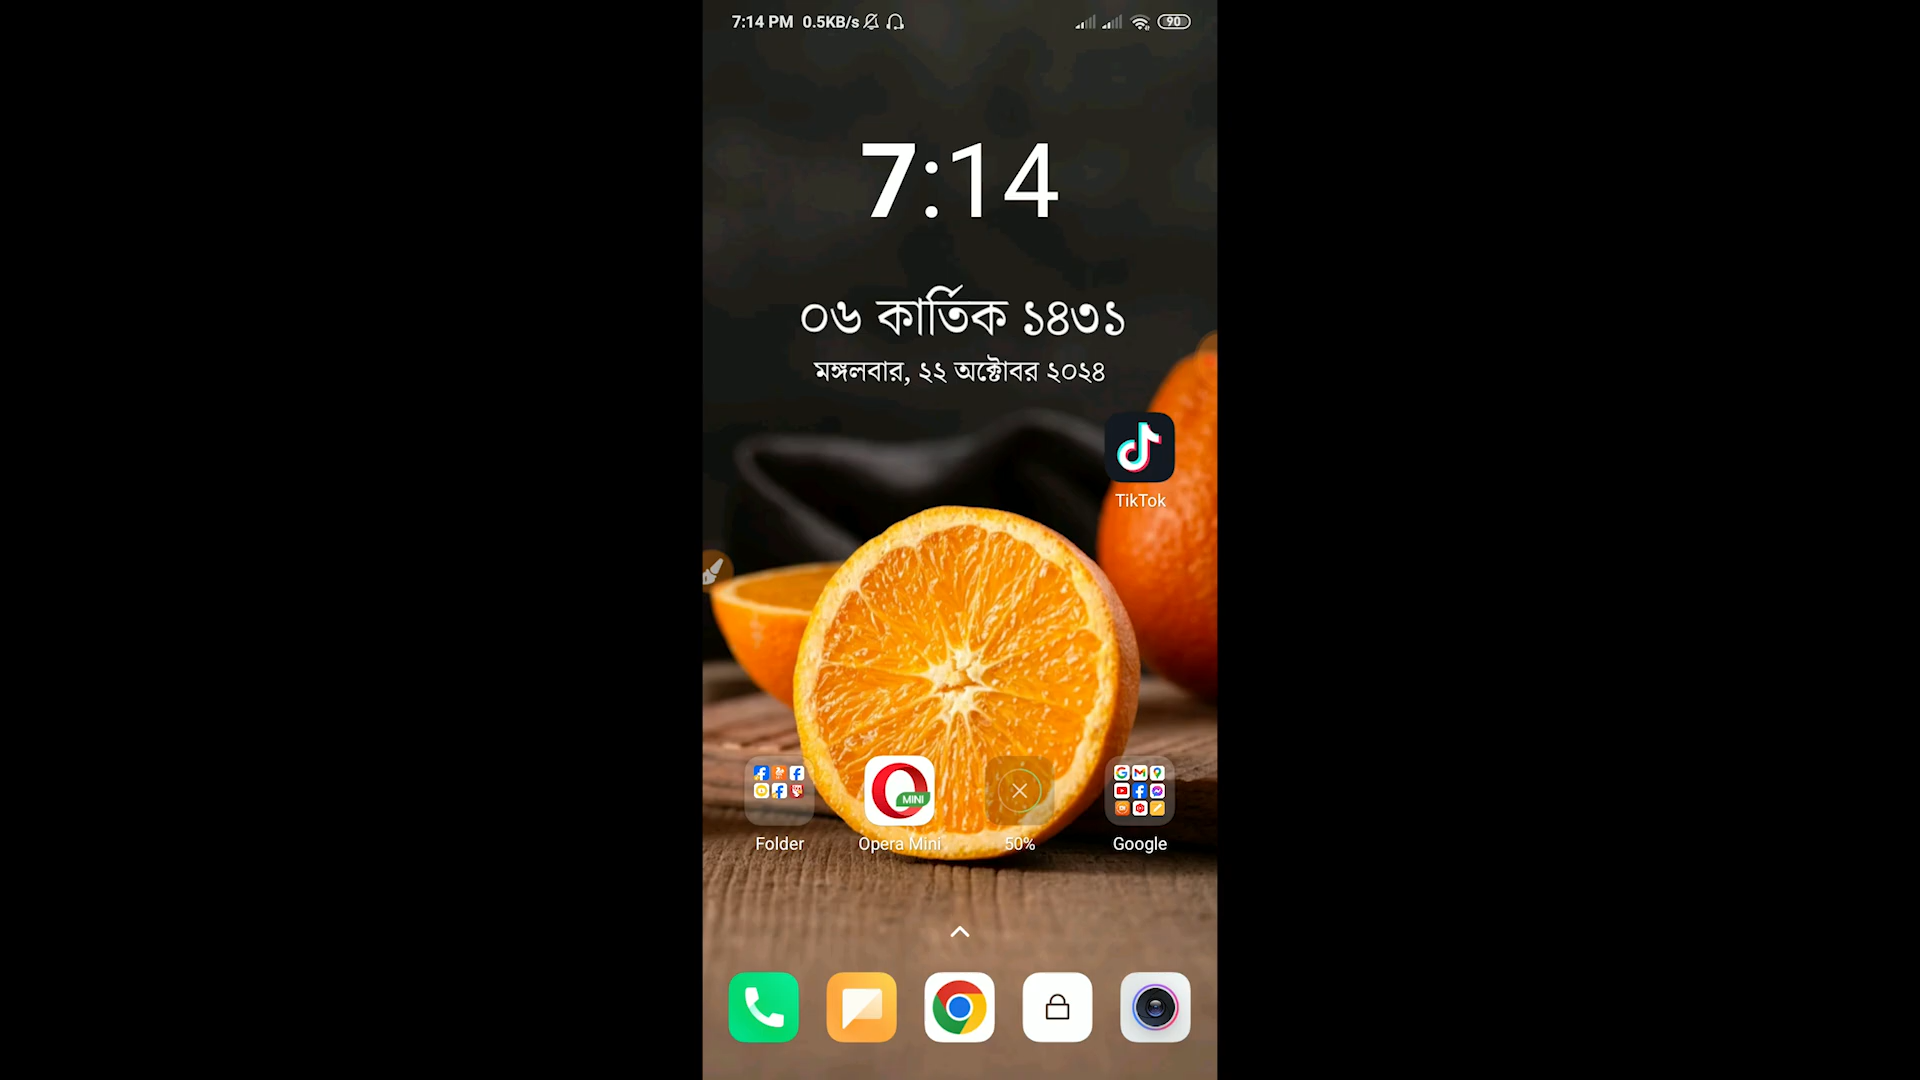 7:14 PM 0.5KB/s 90
7:14
০৬ কার্তিক ১৪৩১
মঙ্গলবার, ২২ অক্টোবর ২০২৪
TikTok
MINI
Folder Opera Mini 50% Google